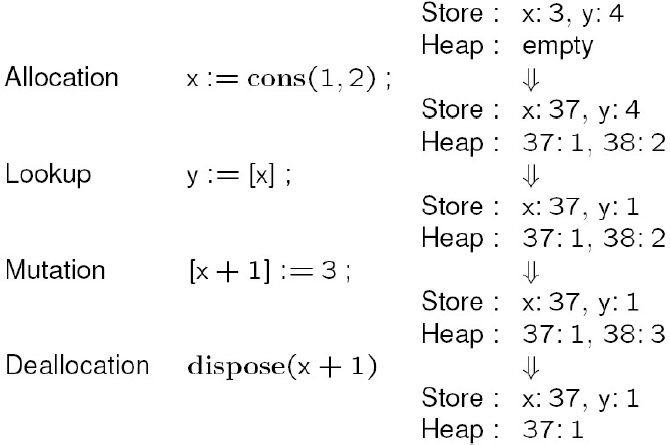 Store : x: 3, y: 4
Heap : empty
Allocation x := cons(1, 2) ; ⇓
Store : x: 37, y: 4
Heap : 37: 1, 38: 2
Lookup y := [x] ; ⇓
Store : x: 37, y: 1
Heap : 37: 1, 38: 2
Mutation [x + 1] := 3 ; ⇓
Store : x: 37, y: 1
Heap : 37: 1, 38: 3
Deallocation dispose(x + 1) ⇓
Store : x: 37, y: 1
Heap : 37: 1